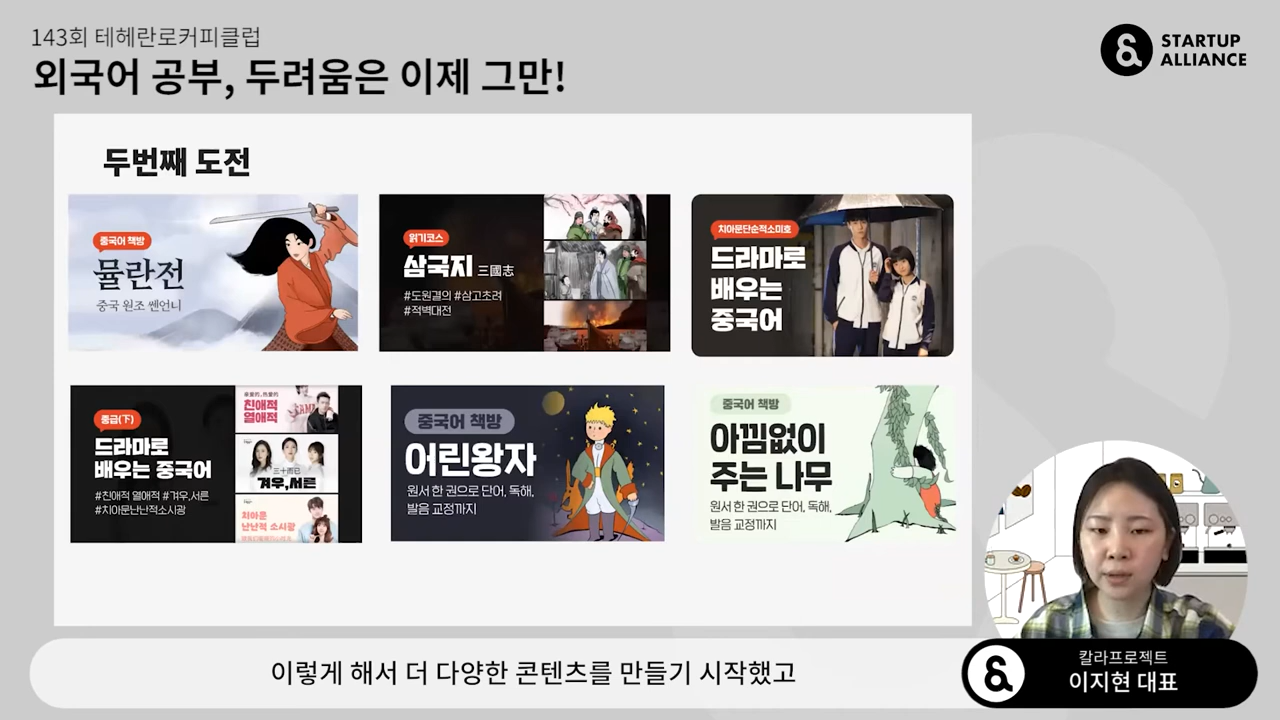 143회 테헤란로커피클럽
외국어 공부, 두려움은 이제 그만!
STARTUP
ALLIANCE
두번째 도전
중국어 책방
뮬란전
중국 원조 쎈언니
읽기코스
삼국지 三國志
#도원결의 #삼고초려
#적벽대전
치아문단순적소미호
드라마로
배우는
중국어
중급(下)
드라마로
배우는 중국어
#친애적 열애적 #겨우,서른
#치아문난난적소시광
친애적
열애적
三十而已
겨우,서른
치아문
난난적 소시광
중국어 책방
어린왕자
원서 한 권으로 단어, 독해,
발음 교정까지
중국어 책방
아낌없이
주는 나무
원서 한 권으로 단어, 독해,
발음 교정까지
이렇게 해서 더 다양한 콘텐츠를 만들기 시작했고
칼라프로젝트
이지현 대표